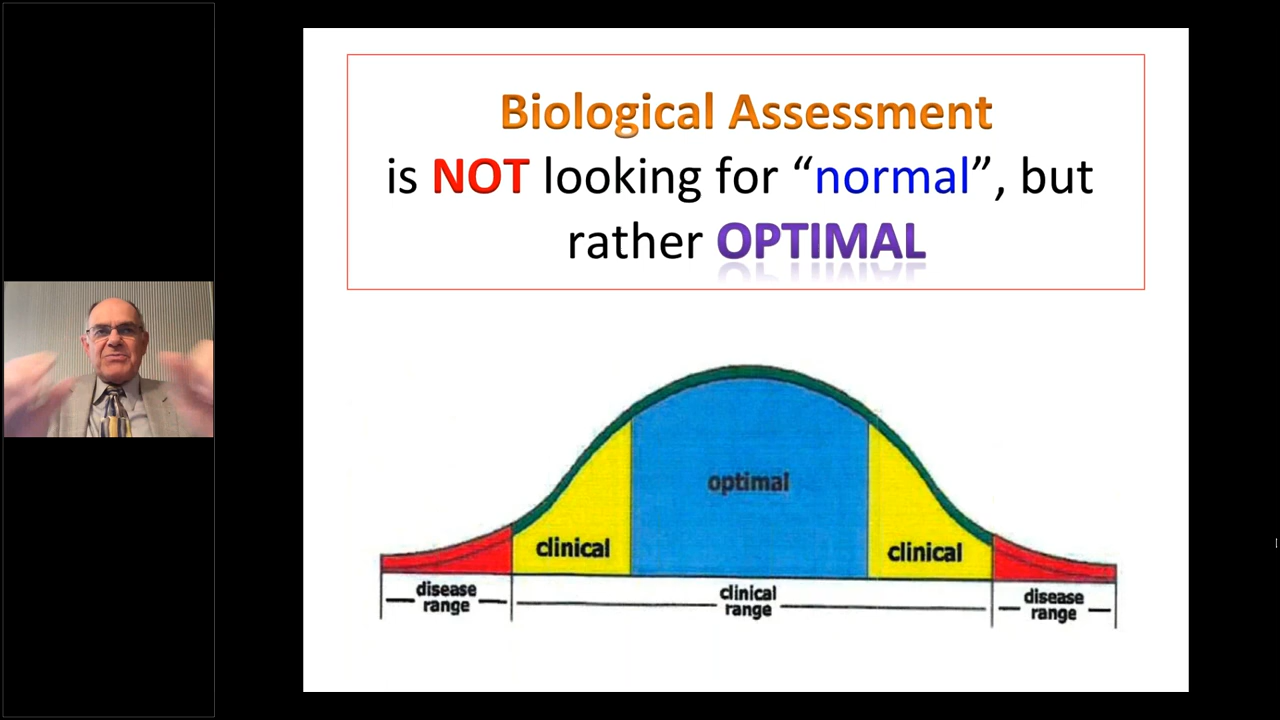 Biological Assessment
is NOT looking for “normal”, but
rather OPTIMAL
optimal
clinical
clinical
disease
range
clinical
range
disease
range